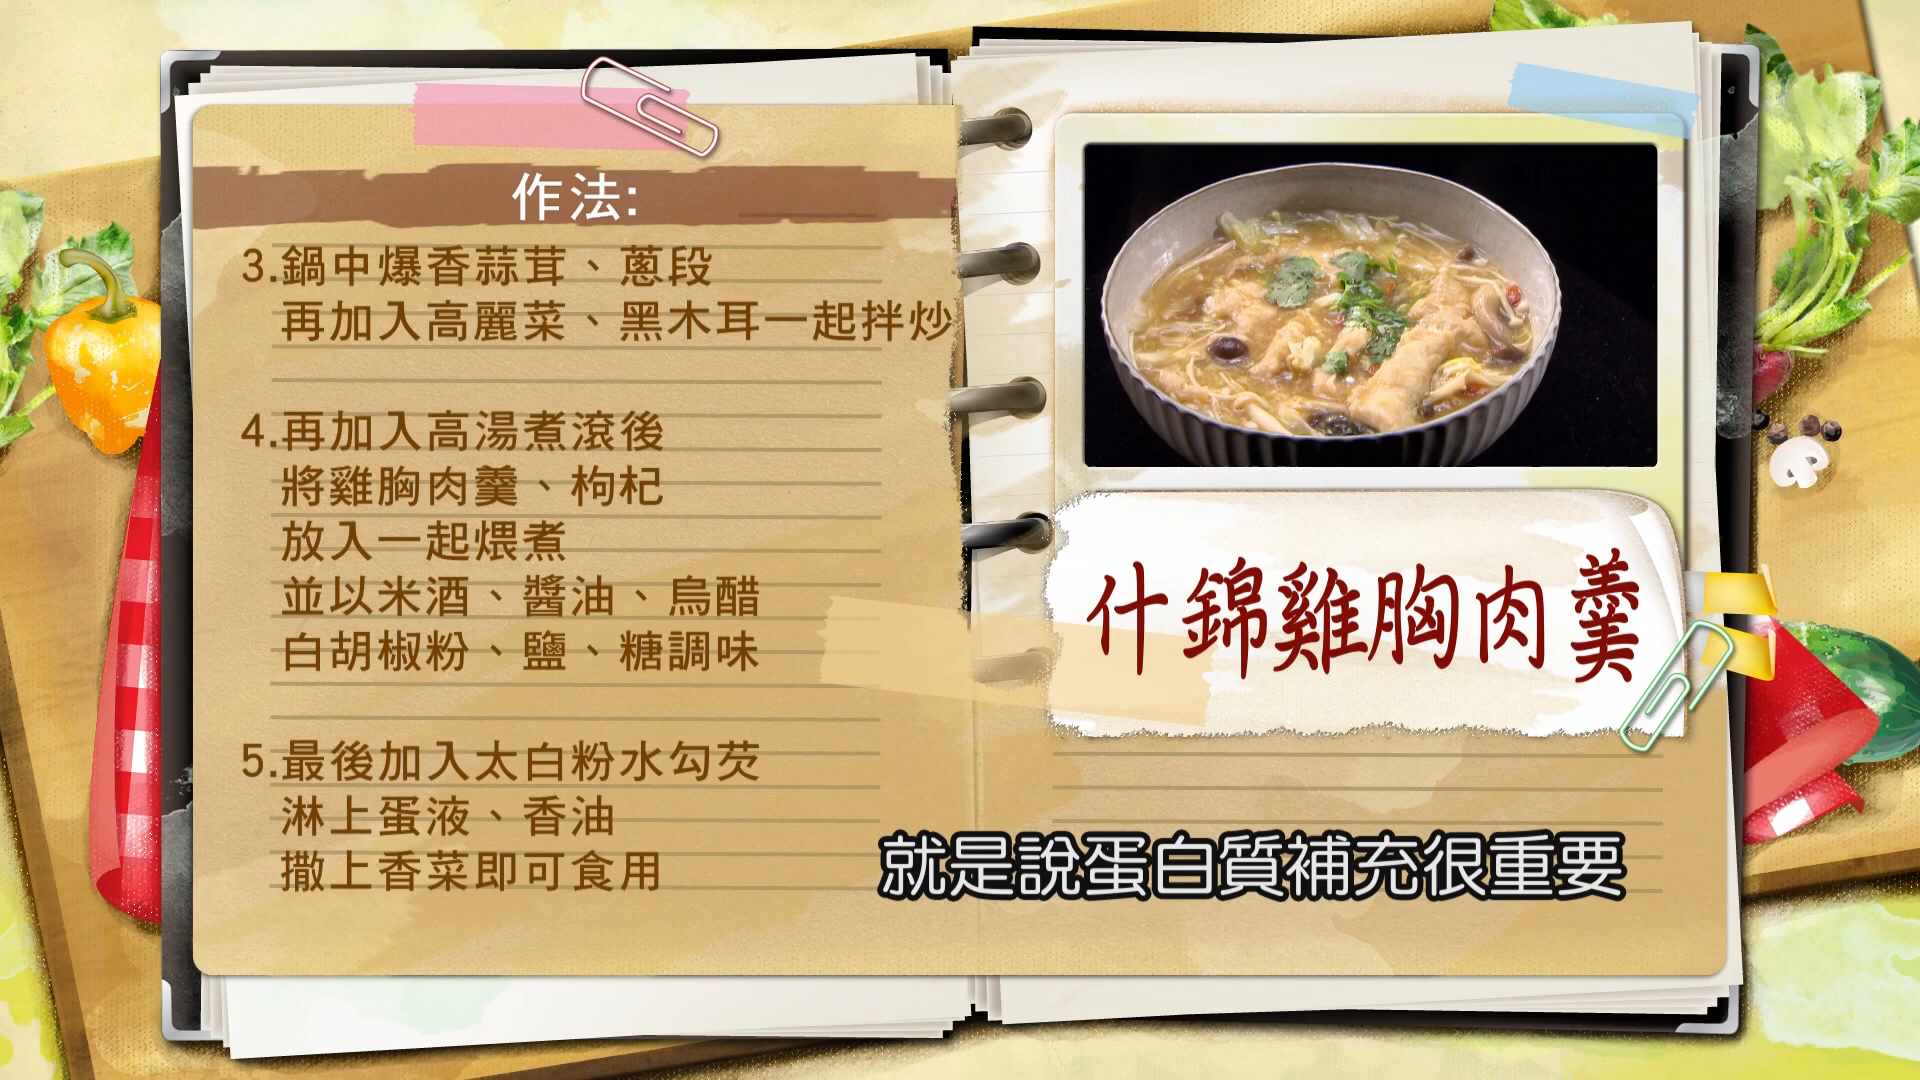 作法:
3.鍋中爆香蒜茸、蔥段
再加入高麗菜、黑木耳一起拌炒
4.再加入高湯煮滾後
將雞胸肉羹、枸杞
放入一起煨煮
並以米酒、醬油、烏醋
白胡椒粉、鹽、糖調味
5.最後加入太白粉水勾芡
淋上蛋液、香油
撒上香菜即可食用
什錦雞胸肉羹
就是說蛋白質補充很重要